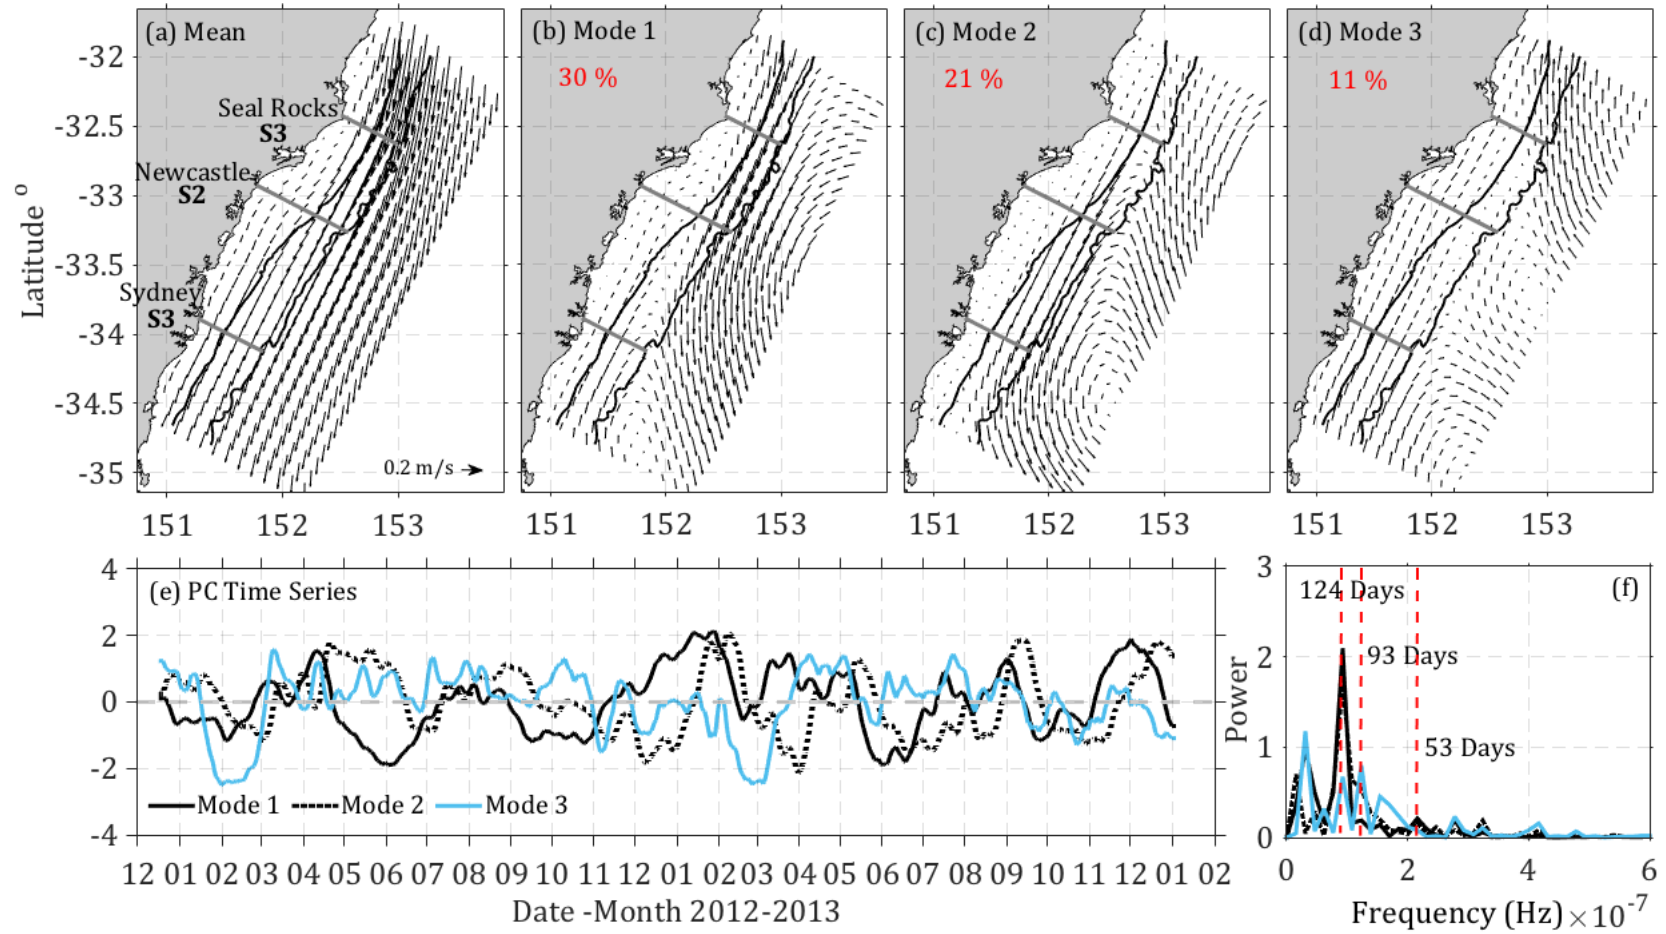 (a) Mean
(b) Mode 1
(c) Mode 2
(d) Mode 3
30 %
21 %
11 %
-32
-32.5
-33
-33.5
-34
-34.5
-35
Latitude °
Seal Rocks
S3
Newcastle
S2
Sydney
S3
0.2 m/s
151 152 153
151 152 153
151 152 153
151 152 153
(e) PC Time Series
4
2
0
-2
-4
Mode 1 Mode 2 Mode 3
12 01 02 03 04 05 06 07 08 09 10 11 12 01 02 03 04 05 06 07 08 09 10 11 12 01 02
Date -Month 2012-2013
(f)
124 Days
93 Days
53 Days
Power
3
2
1
0
0 2 4 6
Frequency (Hz) ×10⁻⁷